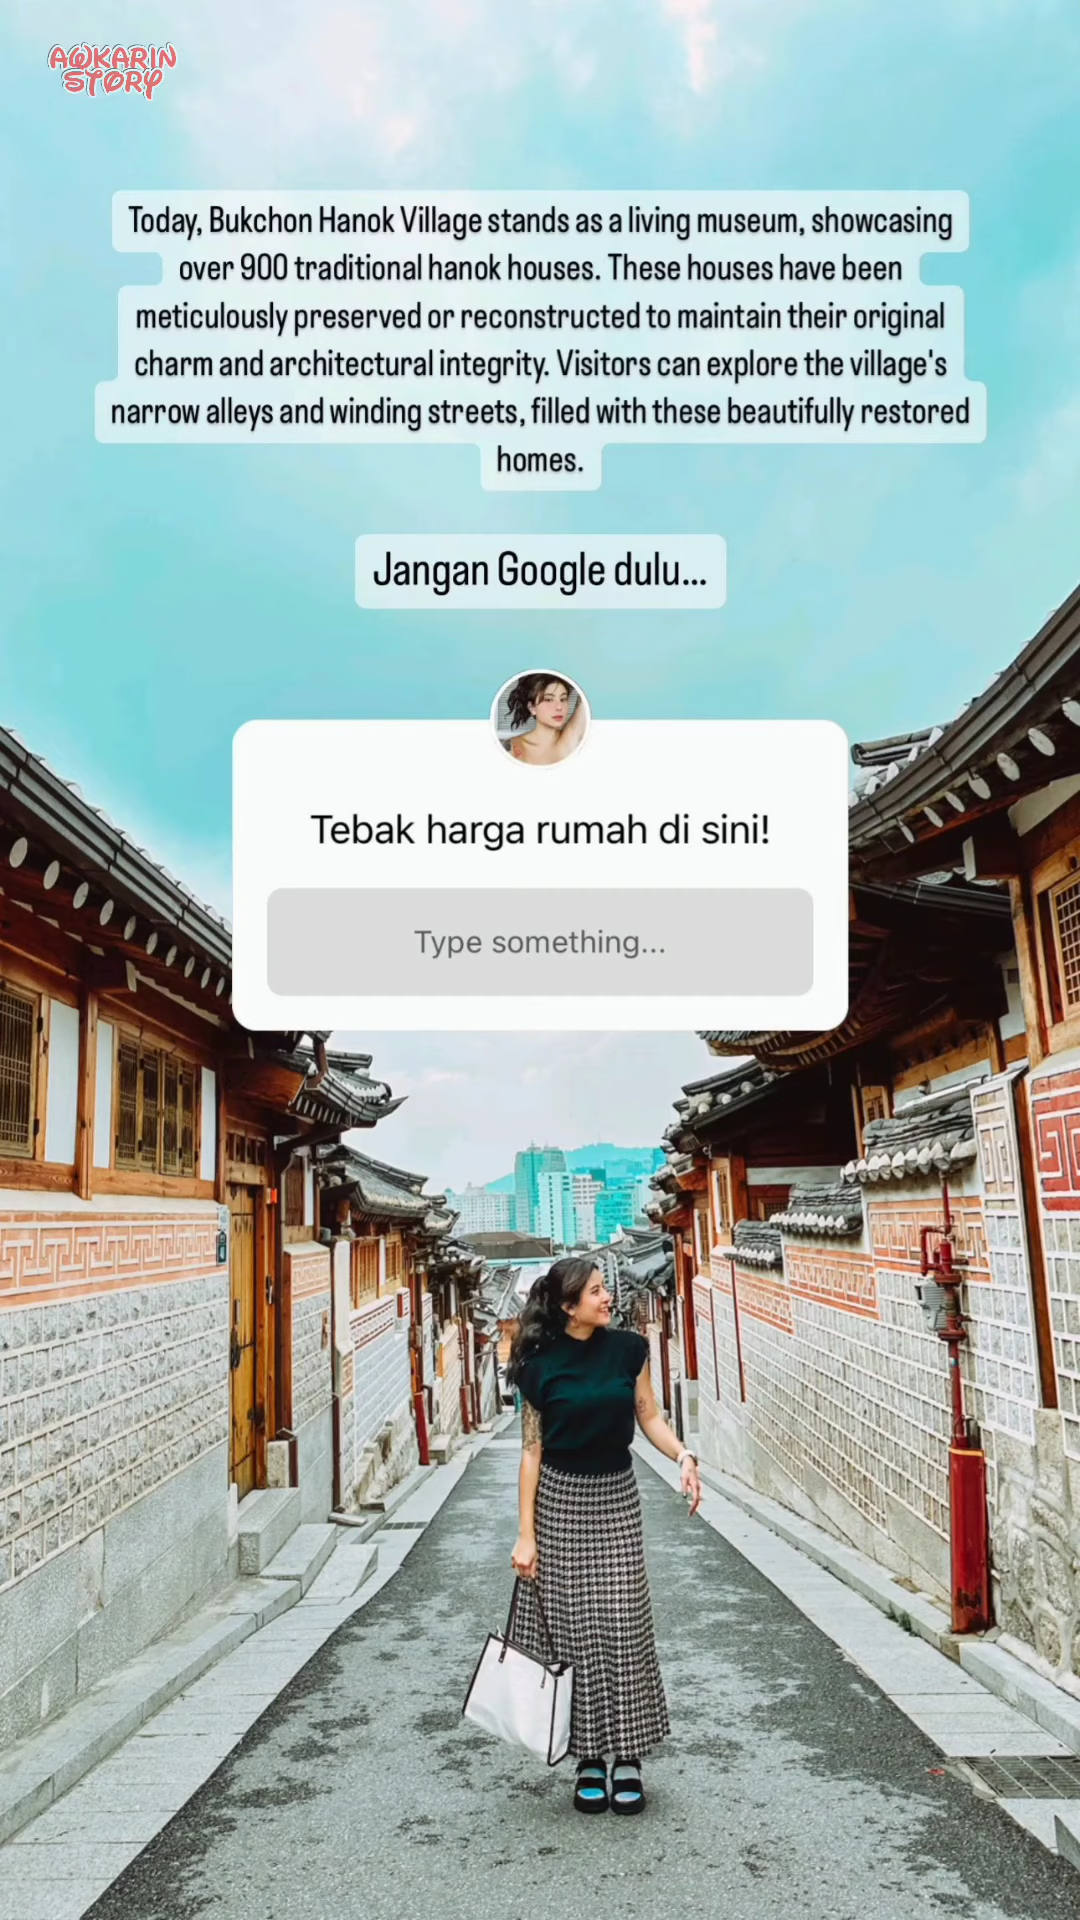 AWKARIN
STORY
Today, Bukchon Hanok Village stands as a living museum, showcasing
over 900 traditional hanok houses. These houses have been
meticulously preserved or reconstructed to maintain their original
charm and architectural integrity. Visitors can explore the village's
narrow alleys and winding streets, filled with these beautifully restored
homes.
Jangan Google dulu...
Tebak harga rumah di sini!
Type something...